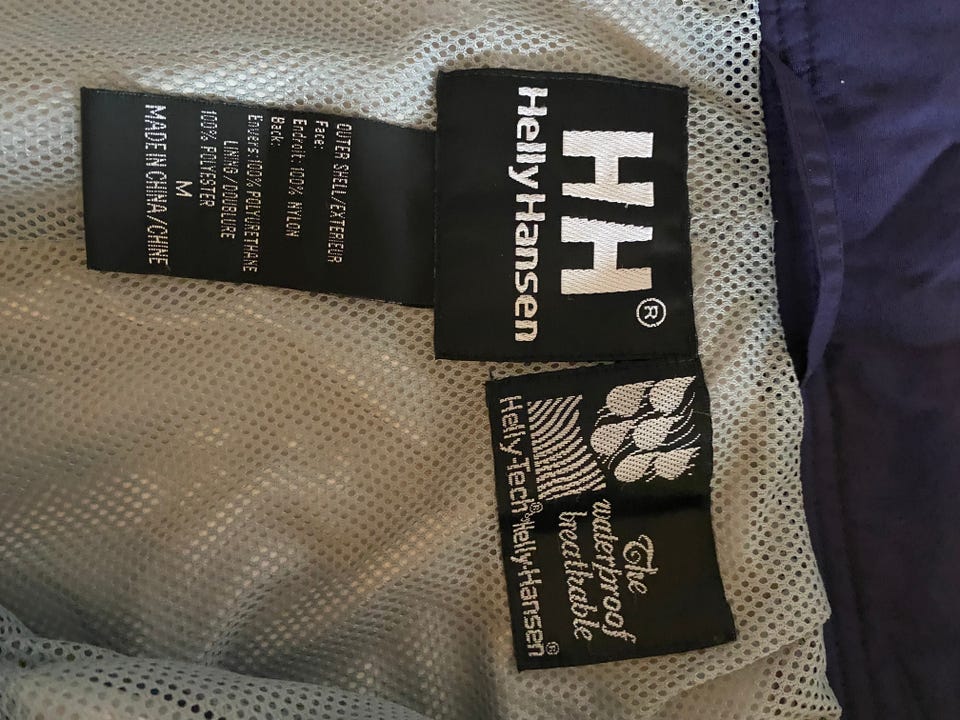 HH®
Helly Hansen
OUTER SHELL/EXTERIEUR
Face:
Endroit: 100% NYLON
Back:
Envers: 100% POLYURETHANE
LINING/DOUBLURE
100% POLYESTER
M
MADE IN CHINA/CHINE
The
waterproof
breathable
Helly-Tech® Helly-Hansen®